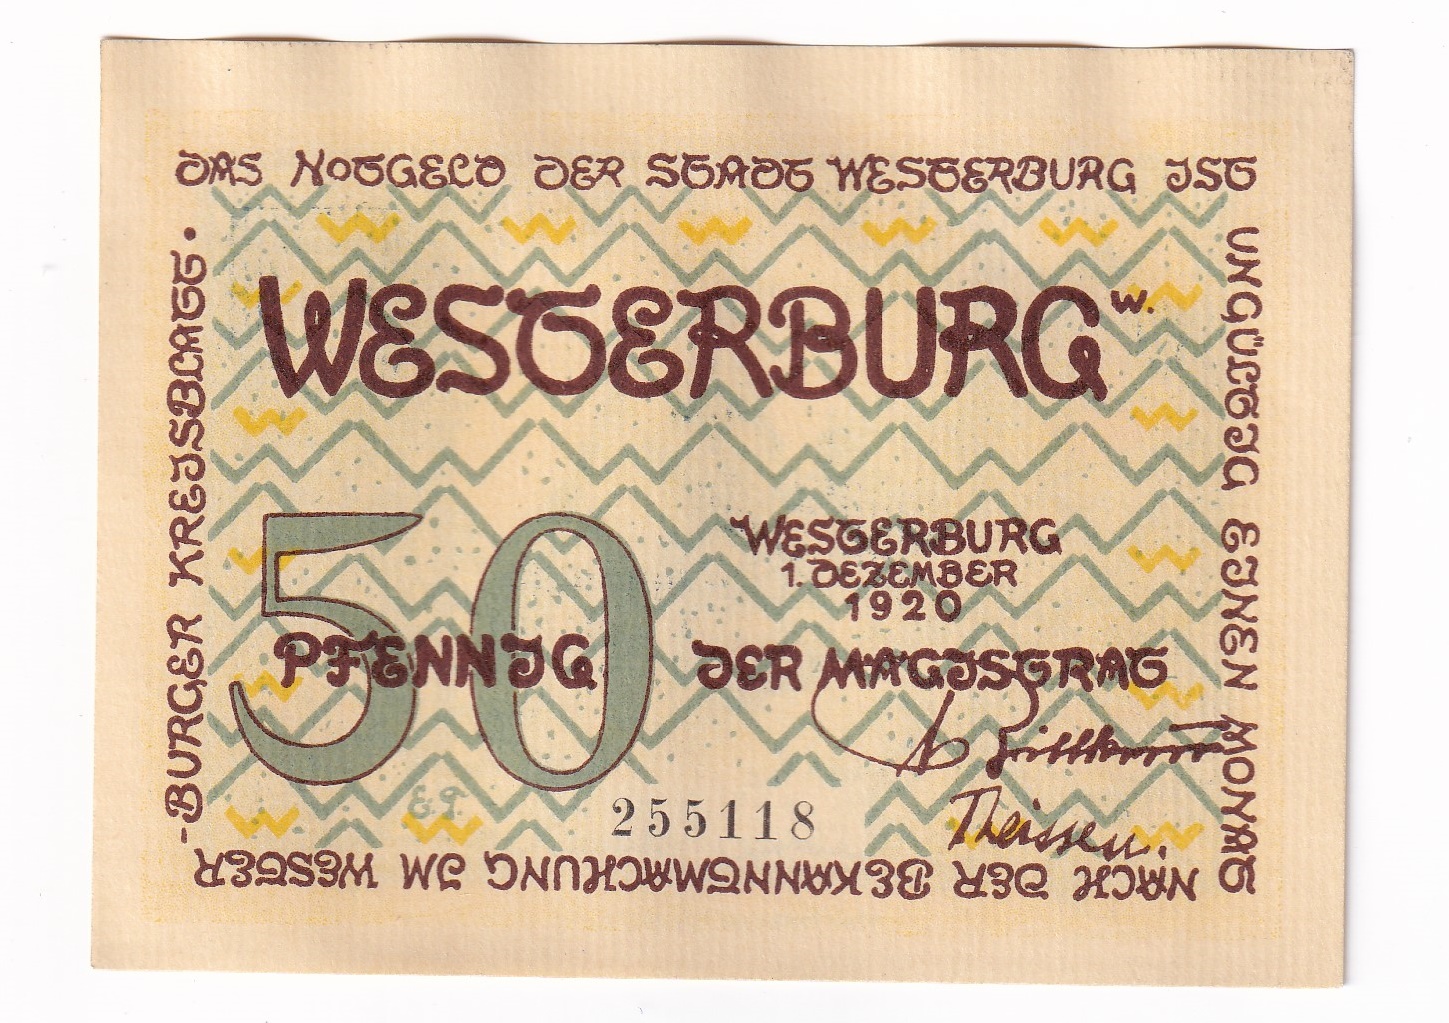 DAS NOTGELD DER STADT WESTERBURG IST
UNGÜLTIG EINEN MONAT
NACH DER BEKANNTMACHUNG IM WESTER
-BURGER KREISBLATT.
WESTERBURG W.
50
PFENNIG
WESTERBURG
1. DEZEMBER
1920
DER MAGISTRAT
Theissen.
E.T.
255118